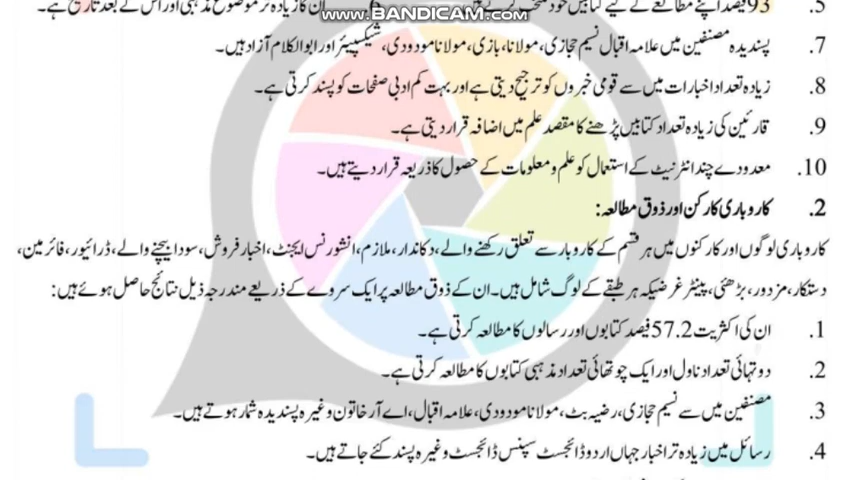 www.BANDICAM.com
5. 93 فیصد اپنے مطالعے کے لیے کتابیں خود
ان کا زیادہ تر موضوع مذہبی اور اس کے بعد تاریخ ہے۔
7. پسندیدہ مصنفین میں علامہ اقبال نسیم حجازی، مولانا، بازی، مولانا مودودی، شیکسپیئر اور ابوالکلام آزاد ہیں۔
8. زیادہ تعداد اخبارات میں سے قومی خبروں کو ترجیح دیتی ہے اور بہت کم ادبی صفحات کو پسند کرتی ہے۔
9. قارئین کی زیادہ تعداد کتابیں پڑھنے کا مقصد علم میں اضافہ قرار دیتی ہے۔
10. معدودے چند انٹرنیٹ کے استعمال کو علم و معلومات کے حصول کا ذریعہ قرار دیتے ہیں۔
2. کاروباری کارکن اور ذوق مطالعہ:
کاروباری لوگوں اور کارکنوں میں ہر قسم کے کاروبار سے تعلق رکھنے والے، دکاندار، ملازم، انشورنس ایجنٹ، اخبار فروش، سودا بیچنے والے، ڈرائیور، فائر مین،
دستکار، مزدور، بڑھئی، پینٹر غرضیکہ ہر طبقے کے لوگ شامل ہیں۔ ان کے ذوق مطالعہ پر ایک سروے کے ذریعے مندرجہ ذیل نتائج حاصل ہوئے ہیں:
1. ان کی اکثریت 57.2 فیصد کتابوں اور رسالوں کا مطالعہ کرتی ہے۔
2. دو تہائی تعداد ناول اور ایک چوتھائی تعداد مذہبی کتابوں کا مطالعہ کرتی ہے۔
3. مصنفین میں سے نسیم حجازی، رضیہ بٹ، مولانا مودودی، علامہ اقبال، اے آر خاتون وغیرہ پسندیدہ شمار ہوتے ہیں۔
4. رسائل میں زیادہ تر اخبار جہاں اردو ڈائجسٹ سپنس ڈائجسٹ وغیرہ پسند کئے جاتے ہیں۔